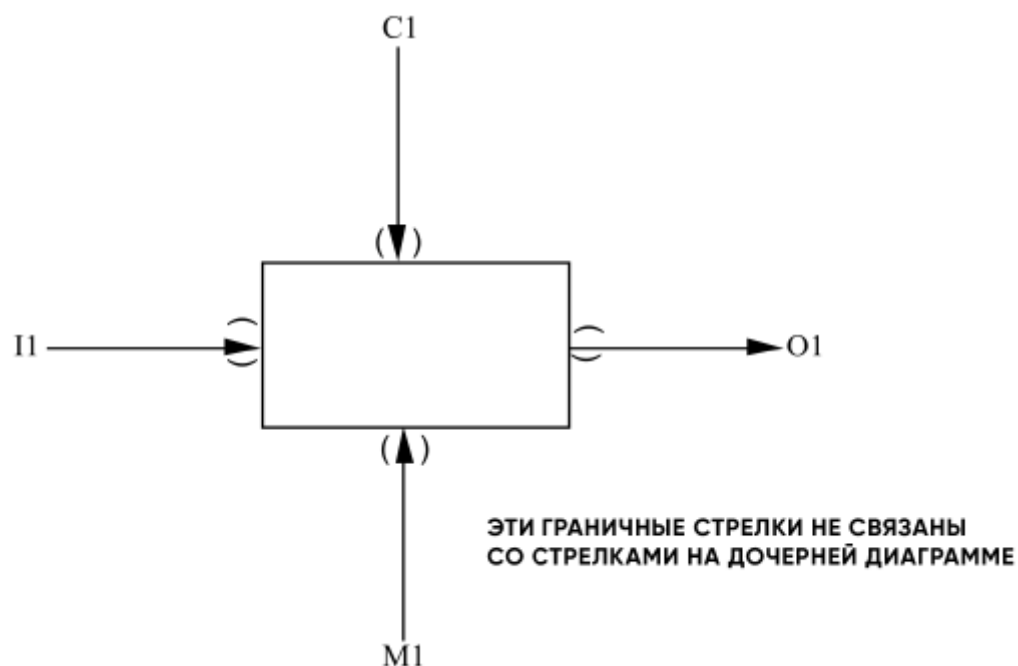 C1
( )
( )
I1
( )
O1
( )
ЭТИ ГРАНИЧНЫЕ СТРЕЛКИ НЕ СВЯЗАНЫ
СО СТРЕЛКАМИ НА ДОЧЕРНЕЙ ДИАГРАММЕ
M1